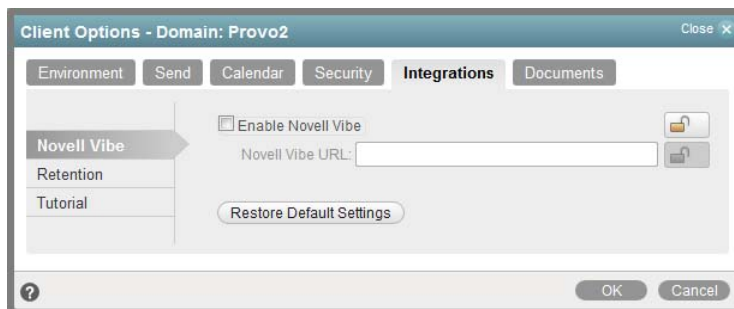 Client Options - Domain: Provo2 Close x
Environment Send Calendar Security Integrations Documents
Enable Novell Vibe
Novell Vibe
Novell Vibe URL:
Retention
Tutorial
Restore Default Settings
? OK Cancel